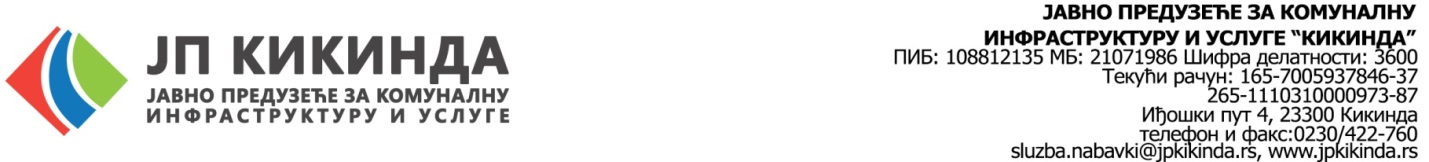 ЈП КИКИНДА
ЈАВНО ПРЕДУЗЕЋЕ ЗА КОМУНАЛНУ
ИНФРАСТРУКТУРУ И УСЛУГЕ
ЈАВНО ПРЕДУЗЕЋЕ ЗА КОМУНАЛНУ
ИНФРАСТРУКТУРУ И УСЛУГЕ “КИКИНДА”
ПИБ: 108812135 МБ: 21071986 Шифра делатности: 3600
Текући рачун: 165-7005937846-37
265-1110310000973-87
Иђошки пут 4, 23300 Кикинда
телефон и факс:0230/422-760
sluzba.nabavki@jpkikinda.rs, www.jpkikinda.rs